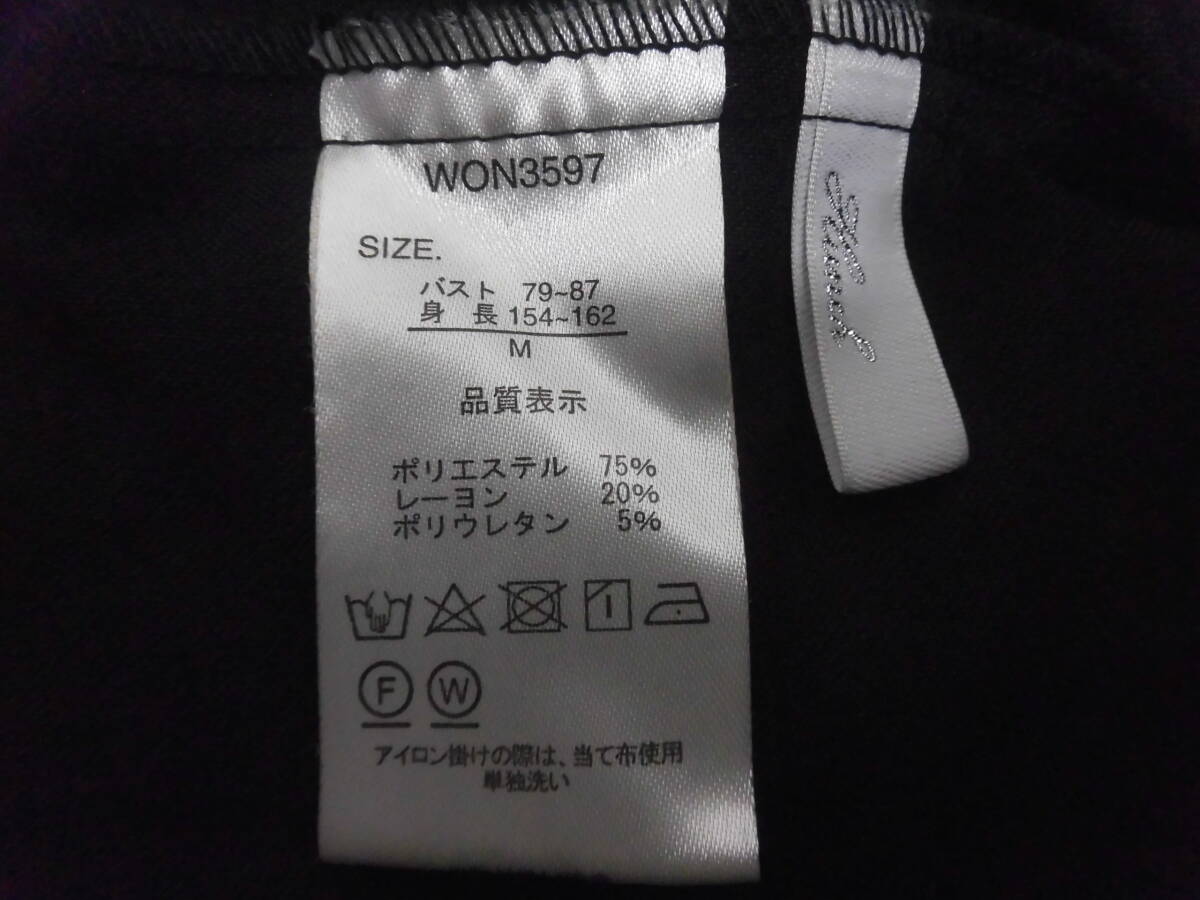 WON3597
SIZE.
バスト 79~87
身 長 154~162
M
品質表示
ポリエステル 75%
レーヨン 20%
ポリウレタン 5%
F W
アイロン掛けの際は、当て布使用
単独洗い